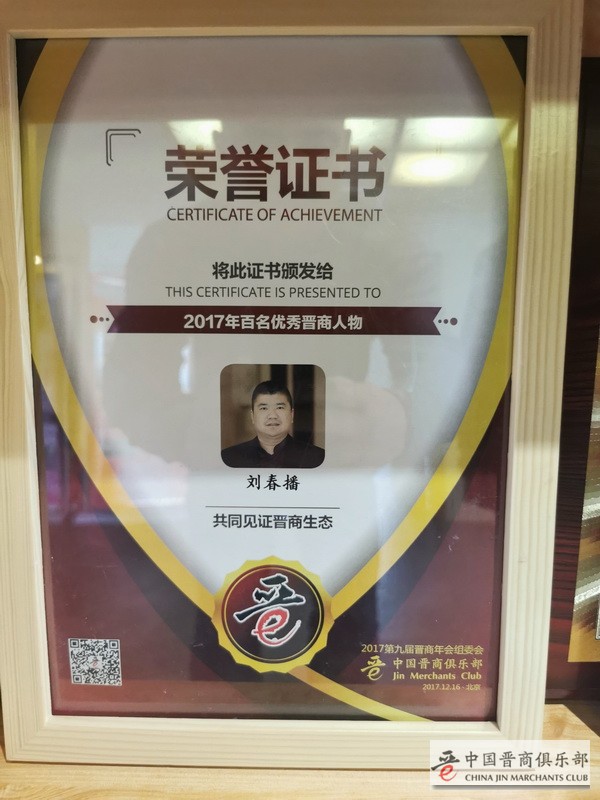 荣誉证书
CERTIFICATE OF ACHIEVEMENT
将此证书颁发给
THIS CERTIFICATE IS PRESENTED TO
2017年百名优秀晋商人物
刘春播
共同见证晋商生态
晋
2017第九届晋商年会组委会
晋 中国晋商俱乐部
Jin Merchants Club
2017.12.16·北京
晋 中国晋商俱乐部
CHINA JIN MERCHANTS CLUB